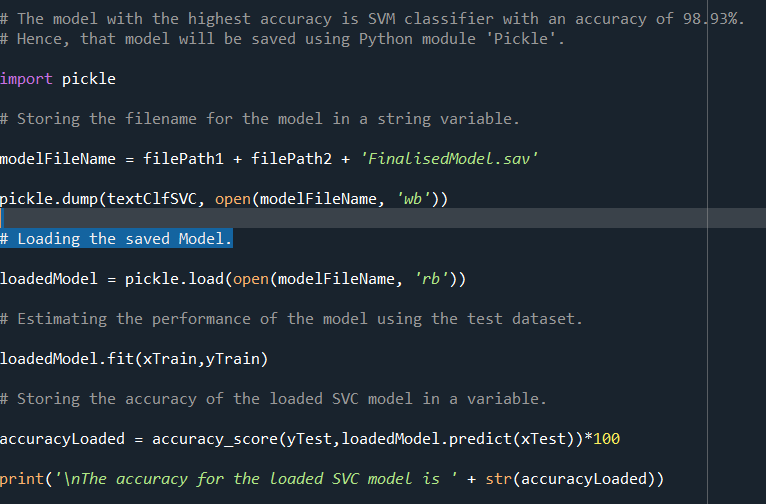 # The model with the highest accuracy is SVM classifier with an accuracy of 98.93%.
# Hence, that model will be saved using Python module 'Pickle'.
import pickle
# Storing the filename for the model in a string variable.
modelFileName = filePath1 + filePath2 + 'FinalisedModel.sav'
pickle.dump(textClfSVC, open(modelFileName, 'wb'))
# Loading the saved Model.
loadedModel = pickle.load(open(modelFileName, 'rb'))
# Estimating the performance of the model using the test dataset.
loadedModel.fit(xTrain,yTrain)
# Storing the accuracy of the loaded SVC model in a variable.
accuracyLoaded = accuracy_score(yTest,loadedModel.predict(xTest))*100
print('\nThe accuracy for the loaded SVC model is ' + str(accuracyLoaded))